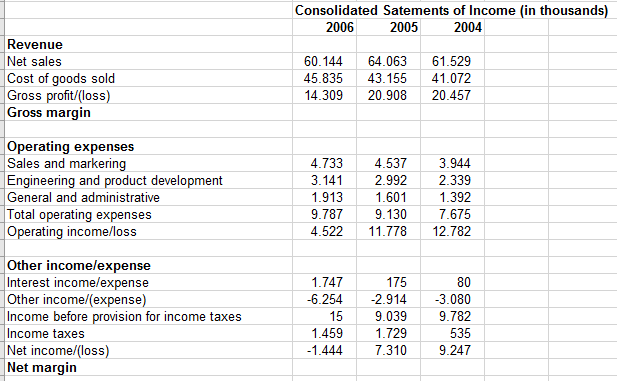 Consolidated Satements of Income (in thousands)
2006 2005 2004
Revenue
Net sales 60.144 64.063 61.529
Cost of goods sold 45.835 43.155 41.072
Gross profit/(loss) 14.309 20.908 20.457
Gross margin
Operating expenses
Sales and markering 4.733 4.537 3.944
Engineering and product development 3.141 2.992 2.339
General and administrative 1.913 1.601 1.392
Total operating expenses 9.787 9.130 7.675
Operating income/loss 4.522 11.778 12.782
Other income/expense
Interest income/expense 1.747 175 80
Other income/(expense) -6.254 -2.914 -3.080
Income before provision for income taxes 15 9.039 9.782
Income taxes 1.459 1.729 535
Net income/(loss) -1.444 7.310 9.247
Net margin